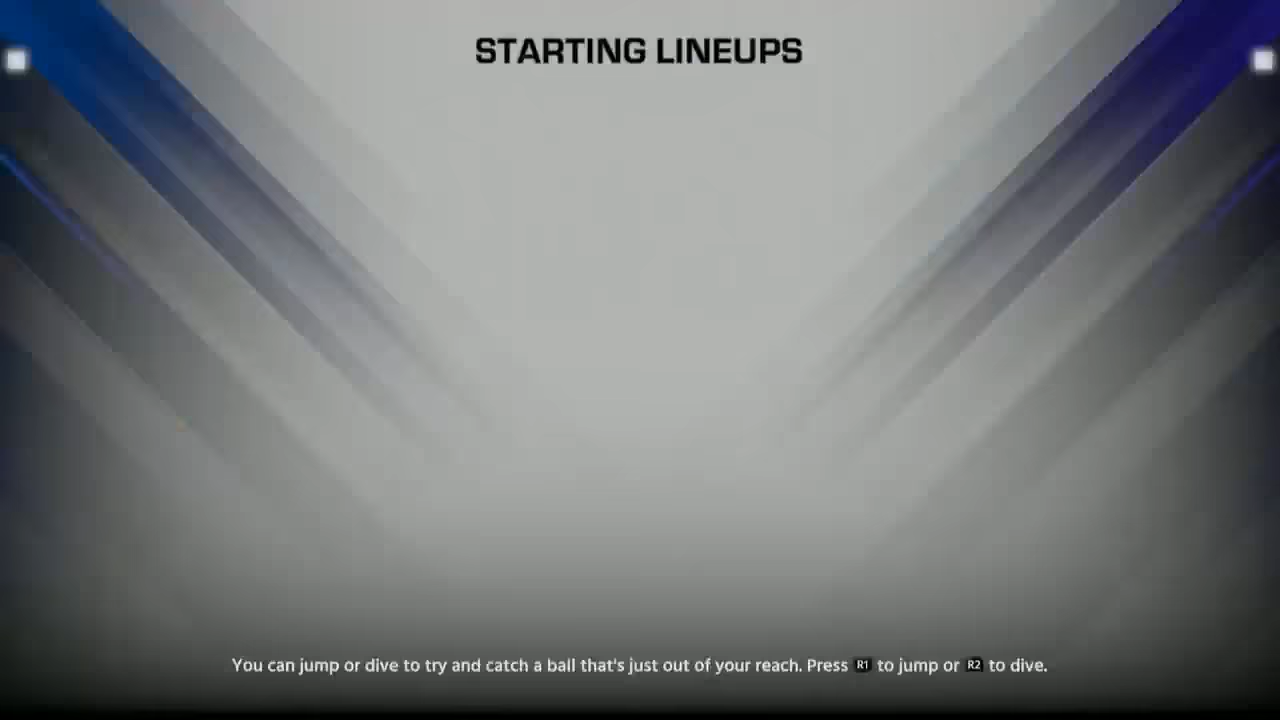 STARTING LINEUPS
You can jump or dive to try and catch a ball that's just out of your reach. Press R1 to jump or R2 to dive.